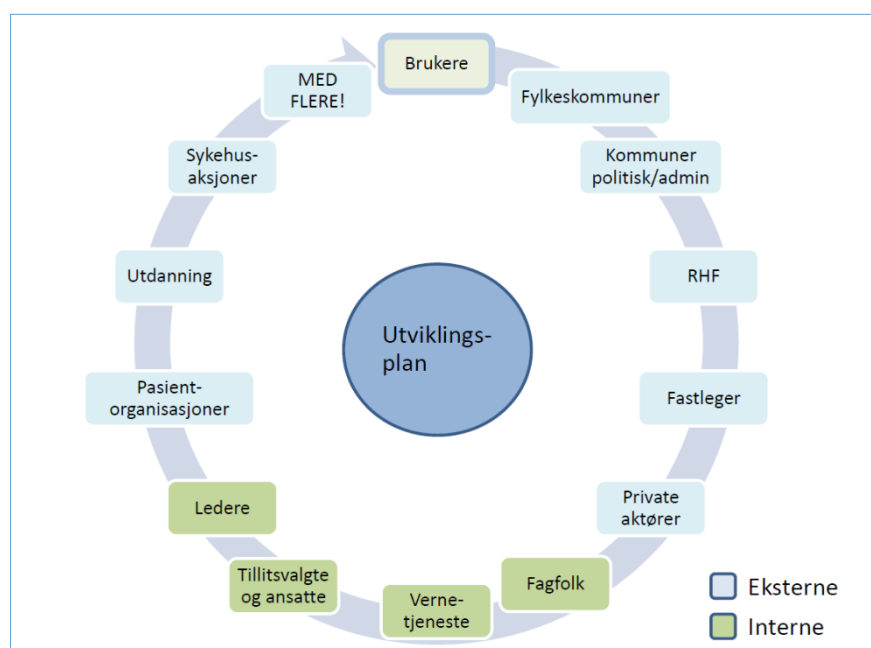 Brukere
Fylkeskommuner
Kommuner
politisk/admin
RHF
Fastleger
Private
aktører
Fagfolk
Verne-
tjeneste
Tillitsvalgte
og ansatte
Ledere
Pasient-
organisasjoner
Utdanning
Sykehus-
aksjoner
MED
FLERE!
Utviklings-
plan
Eksterne
Interne